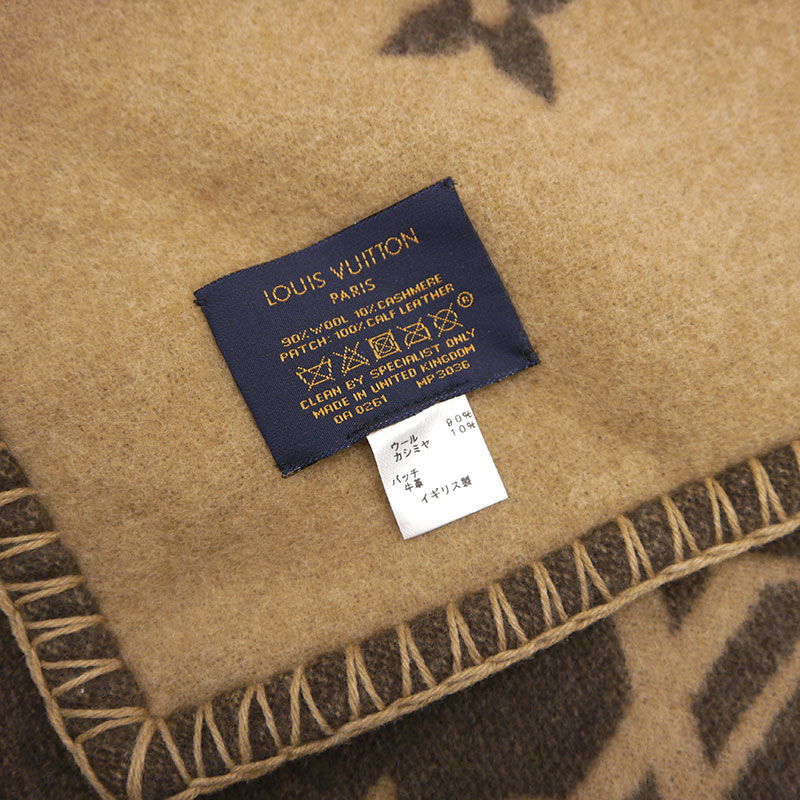 LOUIS VUITTON
PARIS
90% WOOL 10% CASHMERE
PATCH: 100% CALF LEATHER
®
CLEAN BY SPECIALIST ONLY
MADE IN UNITED KINGDOM
OA 0261 MP3036
ウール 90%
カシミヤ 10%
パッチ
牛革
イギリス製